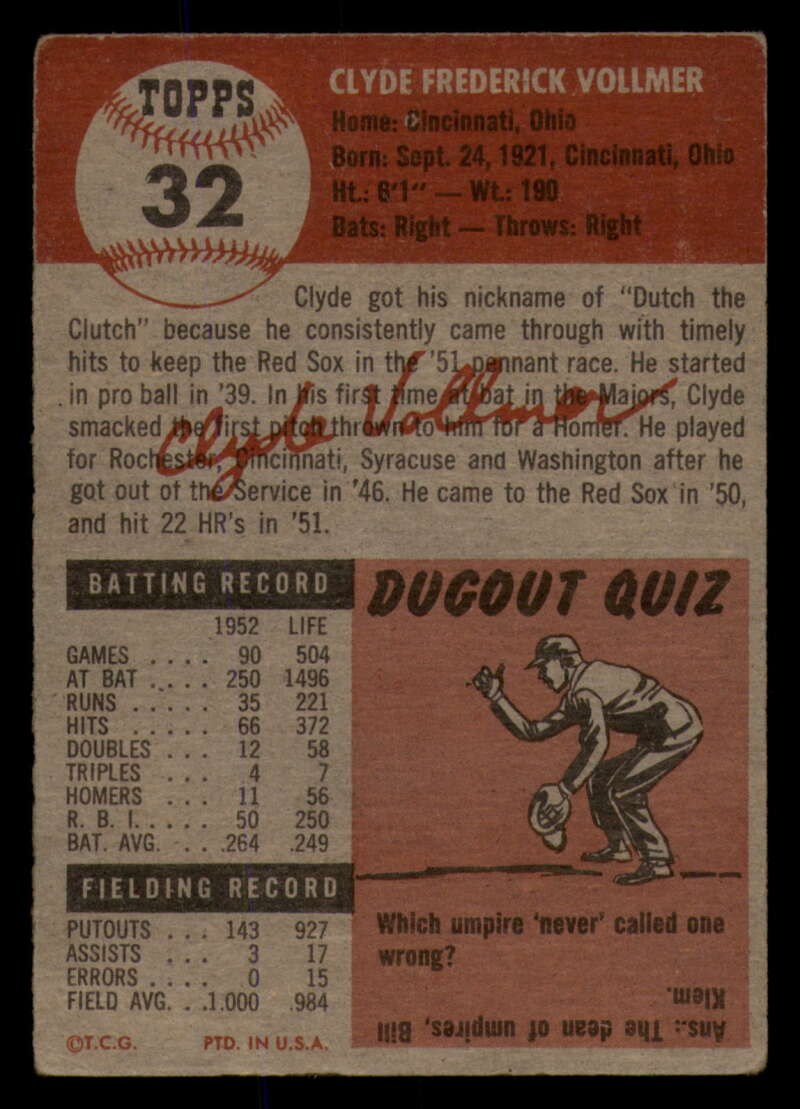 TOPPS
32
CLYDE FREDERICK VOLLMER
Home: Cincinnati, Ohio
Born: Sept. 24, 1921, Cincinnati, Ohio
Ht.: 6'1" — Wt.: 190
Bats: Right — Throws: Right
Clyde got his nickname of "Dutch the
Clutch" because he consistently came through with timely
hits to keep the Red Sox in the '51 pennant race. He started
in pro ball in '39. In his first time at bat in the Majors, Clyde
smacked the first pitch thrown to him for a Homer. He played
for Rochester, Cincinnati, Syracuse and Washington after he
got out of the Service in '46. He came to the Red Sox in '50,
and hit 22 HR's in '51.
Clyde Vollmer
BATTING RECORD
1952 LIFE
GAMES . . . . 90 504
AT BAT . . . . 250 1496
RUNS . . . . . 35 221
HITS . . . . . 66 372
DOUBLES . . . 12 58
TRIPLES . . . 4 7
HOMERS . . . 11 56
R. B. I. . . . . 50 250
BAT. AVG. . . . .264 .249
FIELDING RECORD
PUTOUTS . . . 143 927
ASSISTS . . . 3 17
ERRORS . . . . 0 15
FIELD AVG. . .1.000 .984
©T.C.G. PTD. IN U.S.A.
DUGOUT QUIZ
Which umpire 'never' called one
wrong?
Ans.: The dean of umpires, Bill
Klem.